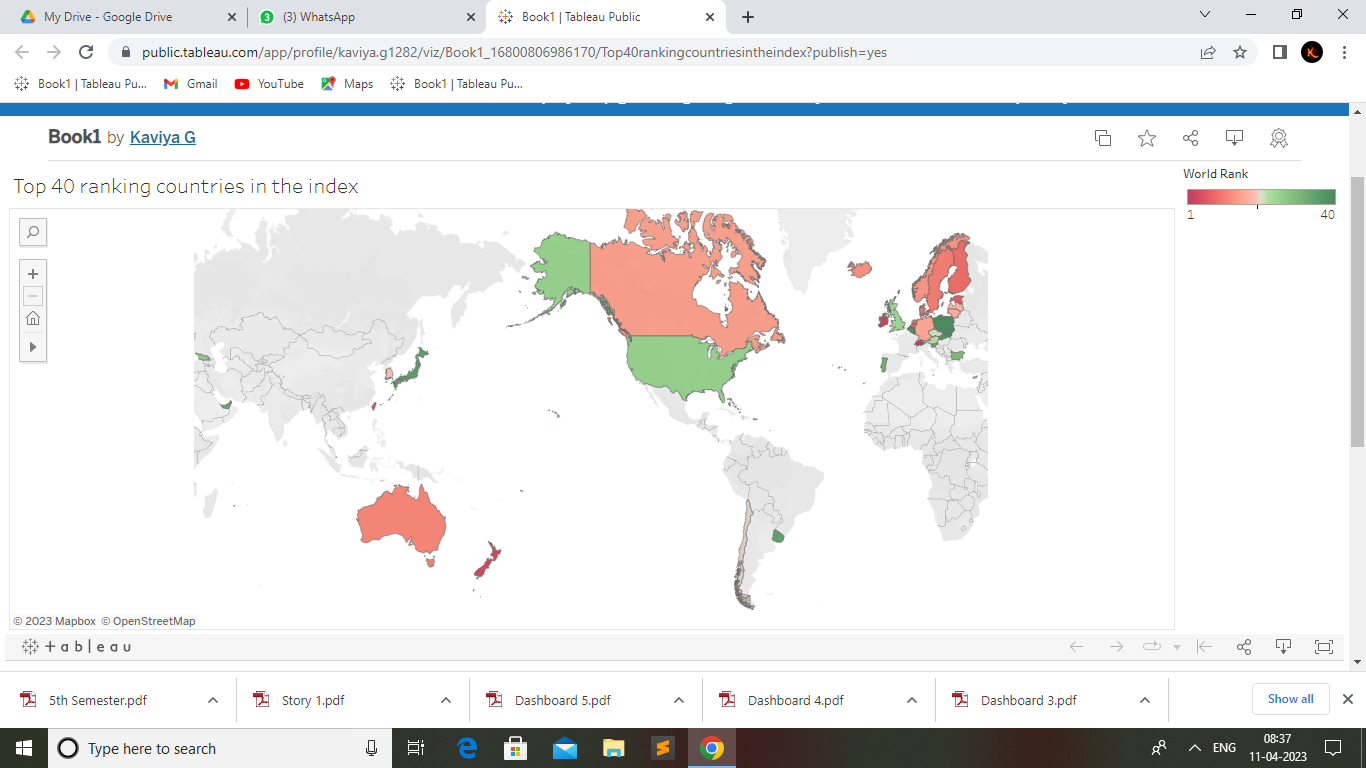 My Drive - Google Drive
(3) WhatsApp
Book1 | Tableau Public
public.tableau.com/app/profile/kaviya.g1282/viz/Book1_16800806986170/Top40rankingcountriesintheindex?publish=yes
Book1 | Tableau Pu...
Gmail
YouTube
Maps
Book1 | Tableau Pu...
Book1 by Kaviya G
Top 40 ranking countries in the index
World Rank
1 40
© 2023 Mapbox © OpenStreetMap
+ a b l e a u
5th Semester.pdf
Story 1.pdf
Dashboard 5.pdf
Dashboard 4.pdf
Dashboard 3.pdf
Show all
Type here to search
ENG
08:37
11-04-2023